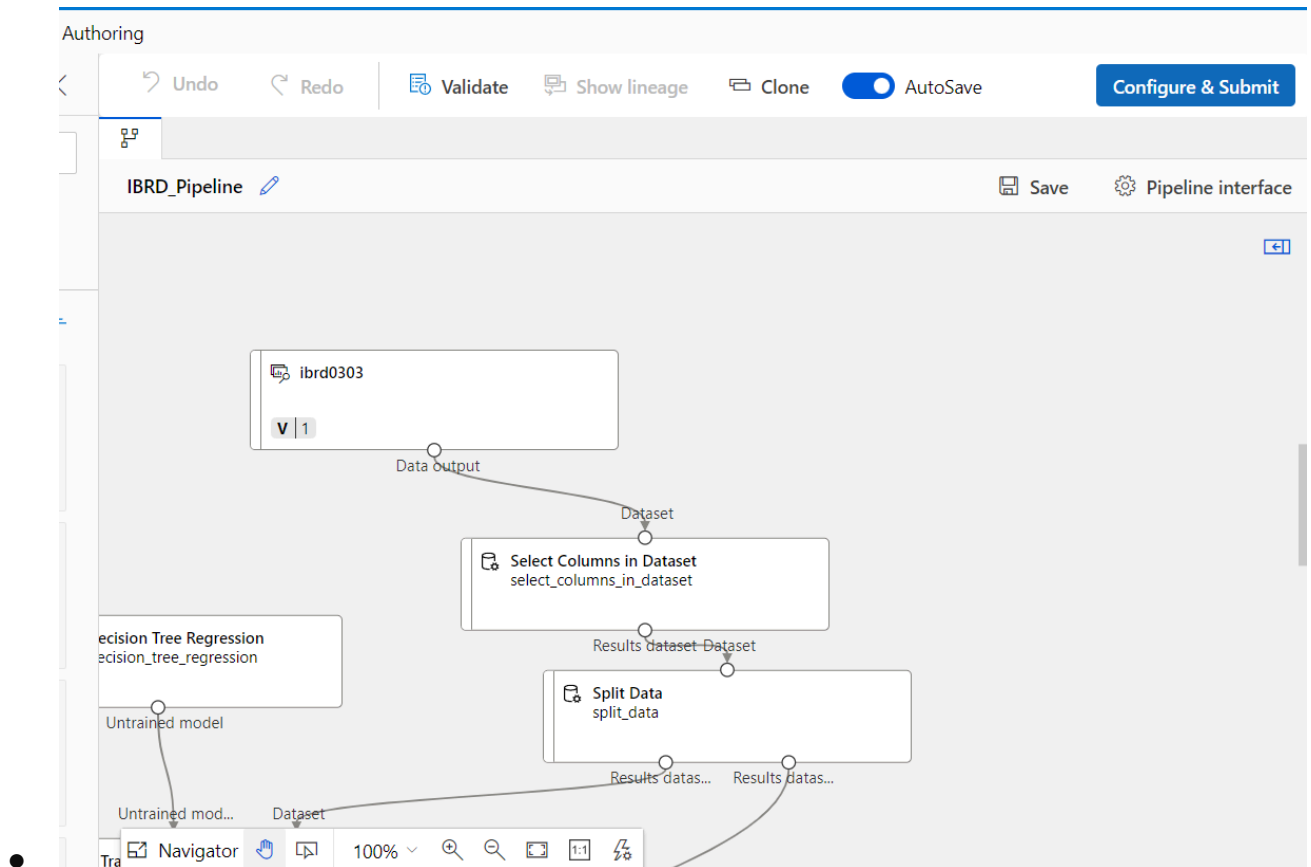 Authoring
Undo Redo Validate Show lineage Clone AutoSave Configure & Submit
IBRD_Pipeline Save Pipeline interface
ibrd0303
V 1
Data output
Dataset
Select Columns in Dataset
select_columns_in_dataset
Results dataset Dataset
ecision Tree Regression
ecision_tree_regression
Split Data
split_data
Untrained model
Results datas... Results datas...
Untrained mod... Dataset
Tra Navigator 100% 1:1